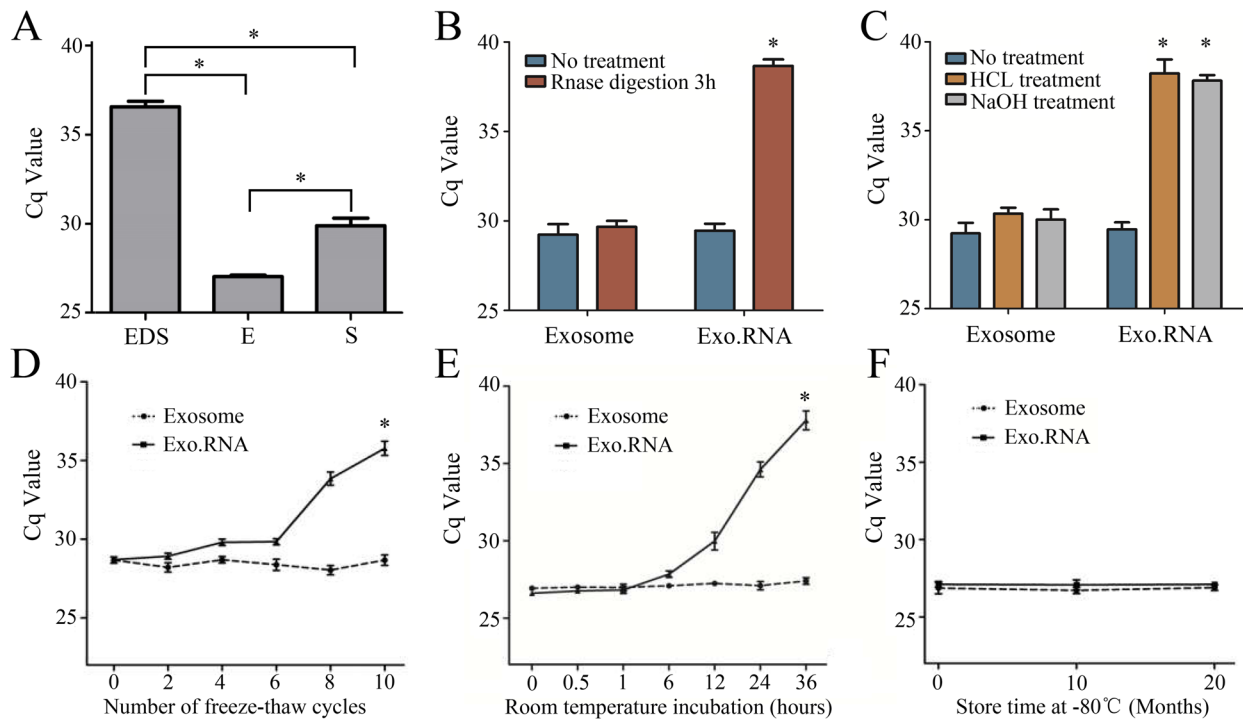 A
Cq Value
40
35
30
25
*
*
*
EDS E S
B
Cq Value
40
35
30
25
No treatment
Rnase digestion 3h
*
Exosome Exo.RNA
C
Cq Value
40
35
30
25
No treatment
HCL treatment
NaOH treatment
* *
Exosome Exo.RNA
D
Cq Value
40
35
30
25
Exosome
Exo.RNA
*
0 2 4 6 8 10
Number of freeze-thaw cycles
E
Cq Value
40
35
30
25
Exosome
Exo.RNA
*
0 0.5 1 6 12 24 36
Room temperature incubation (hours)
F
Cq Value
40
35
30
25
Exosome
Exo.RNA
0 10 20
Store time at -80℃ (Months)